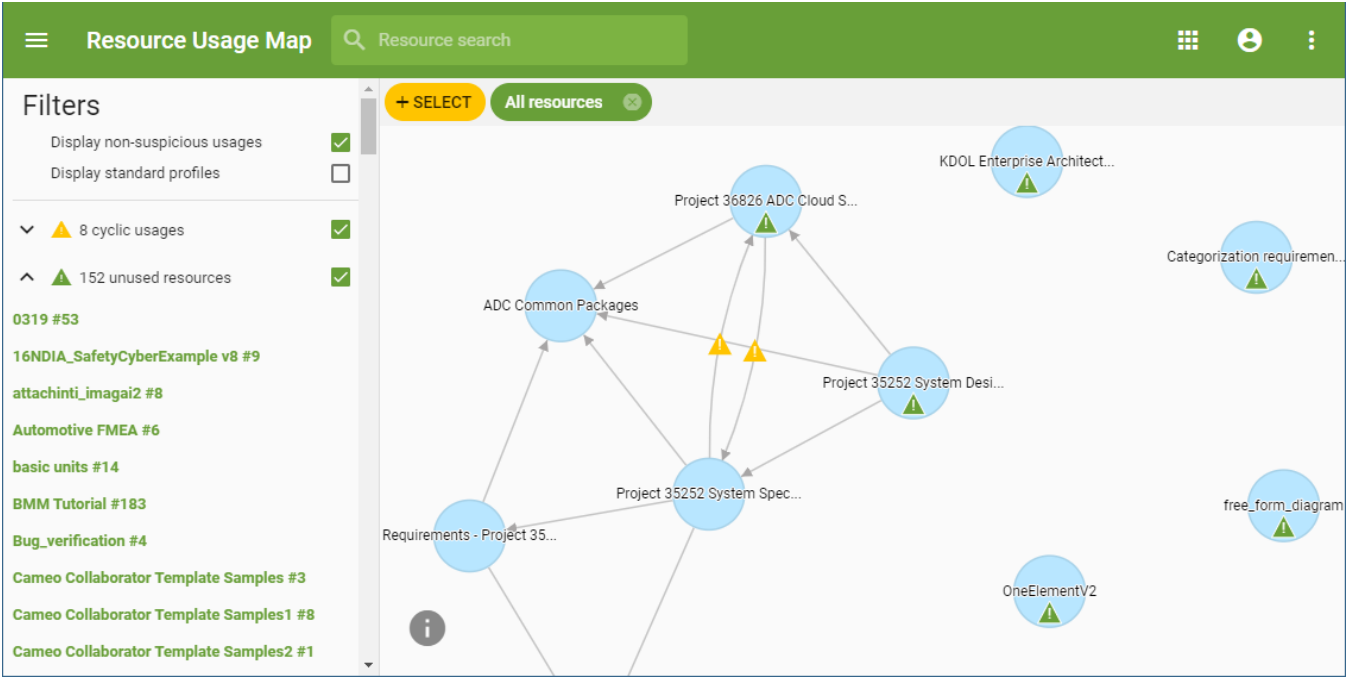 Resource Usage Map
Resource search
Filters
Display non-suspicious usages
Display standard profiles
8 cyclic usages
152 unused resources
0319 #53
16NDIA_SafetyCyberExample v8 #9
attachinti_imagai2 #8
Automotive FMEA #6
basic units #14
BMM Tutorial #183
Bug_verification #4
Cameo Collaborator Template Samples #3
Cameo Collaborator Template Samples1 #8
Cameo Collaborator Template Samples2 #1
+ SELECT
All resources
KDOL Enterprise Architect...
Project 36826 ADC Cloud S...
Categorization requiremen...
ADC Common Packages
Project 35252 System Desi...
Project 35252 System Spec...
free_form_diagram
Requirements - Project 35...
OneElementV2